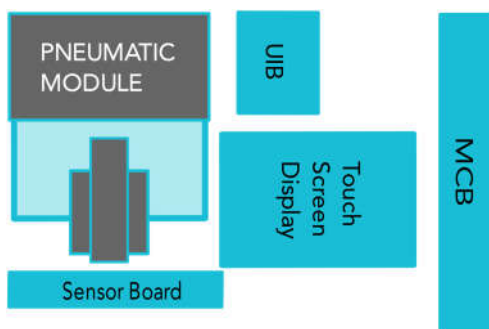 PNEUMATIC
MODULE
UIB
Touch
Screen
Display
MCB
Sensor Board